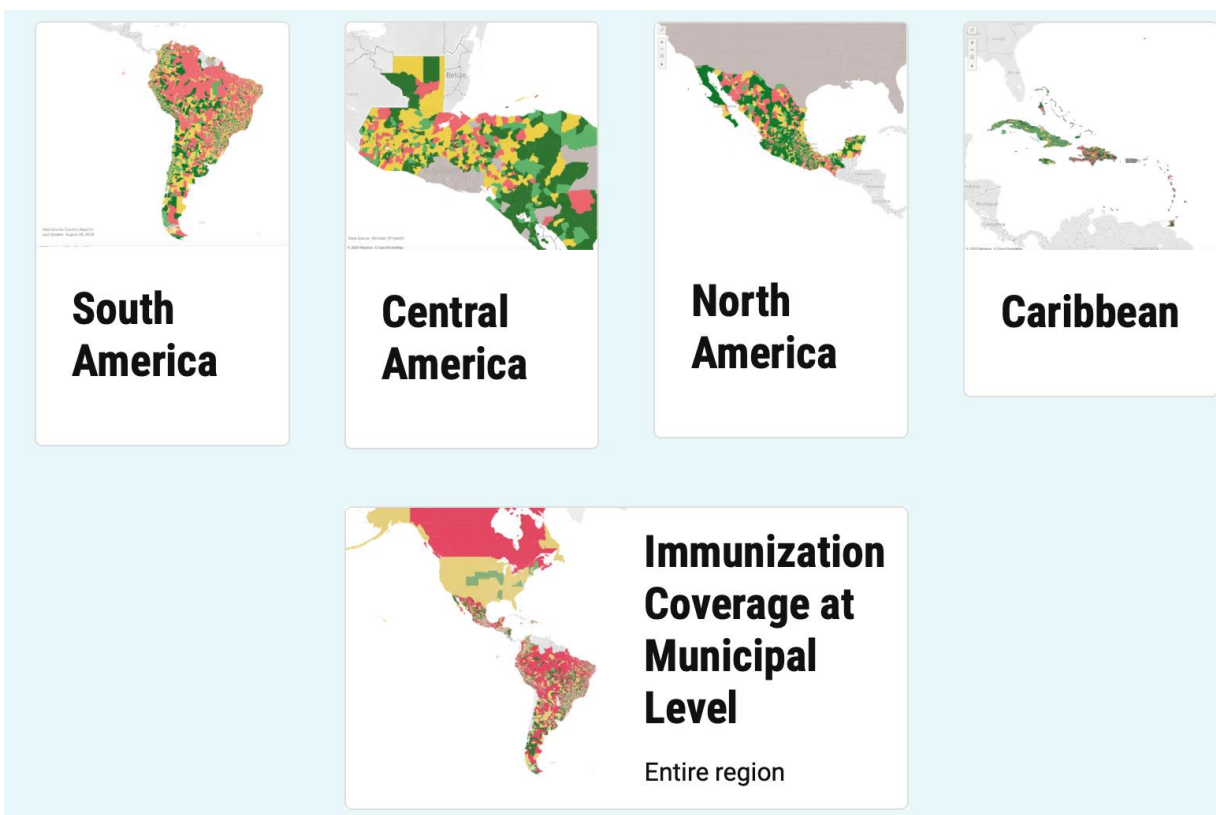 Belize
South
America
Central
America
North
America
Caribbean
Immunization
Coverage at
Municipal
Level
Entire region